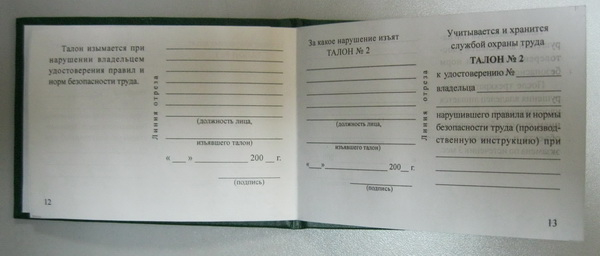 Талон изымается при
нарушении владельцем
удостоверения правил и
норм безопасности труда.
Линия отреза
(должность лица,
изъявшего талон)
«___» __________ 200__ г.
(подпись)
12
За какое нарушение изъят
ТАЛОН № 2
(должность лица,
изъявшего талон)
«___» __________ 200__ г.
(подпись)
Линия отреза
Учитывается и хранится
службой охраны труда
ТАЛОН № 2
к удостоверению №________
владельца
нарушившего правила и нормы
безопасности труда (производ-
ственную инструкцию) при
13